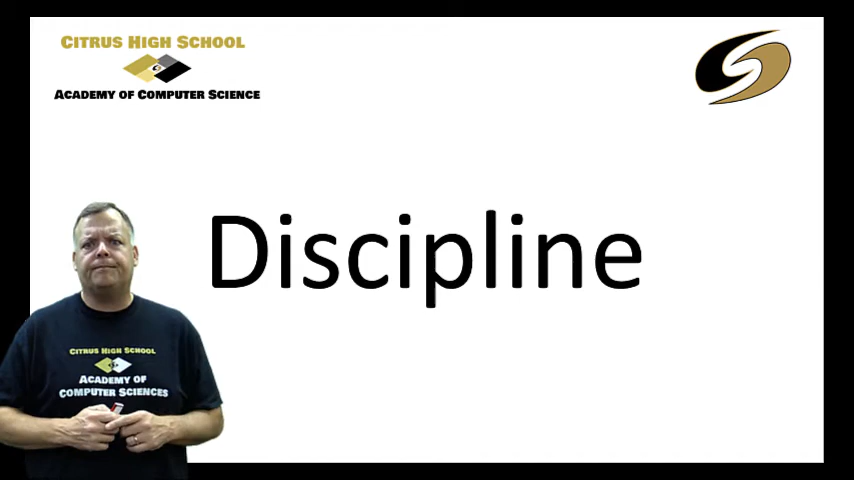 CITRUS HIGH SCHOOL
ACADEMY OF COMPUTER SCIENCE
Discipline
CITRUS HIGH SCHOOL
ACADEMY OF
COMPUTER SCIENCES